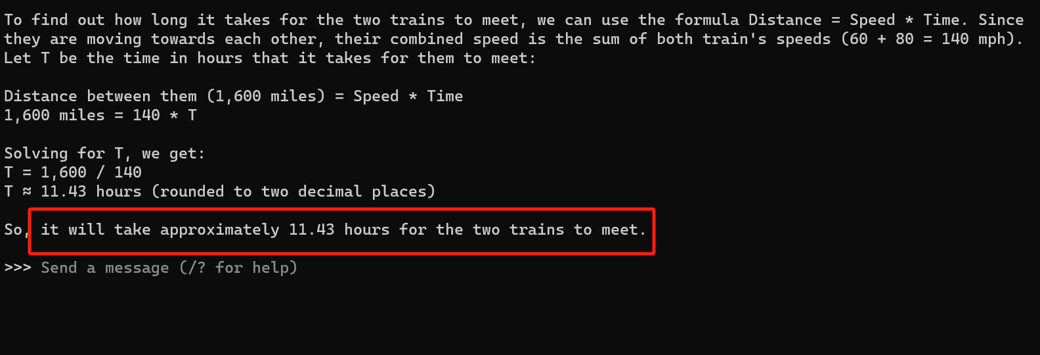 To find out how long it takes for the two trains to meet, we can use the formula Distance = Speed * Time. Since
they are moving towards each other, their combined speed is the sum of both train's speeds (60 + 80 = 140 mph).
Let T be the time in hours that it takes for them to meet:
Distance between them (1,600 miles) = Speed * Time
1,600 miles = 140 * T
Solving for T, we get:
T = 1,600 / 140
T ≈ 11.43 hours (rounded to two decimal places)
So, it will take approximately 11.43 hours for the two trains to meet.
>>> Send a message (/? for help)